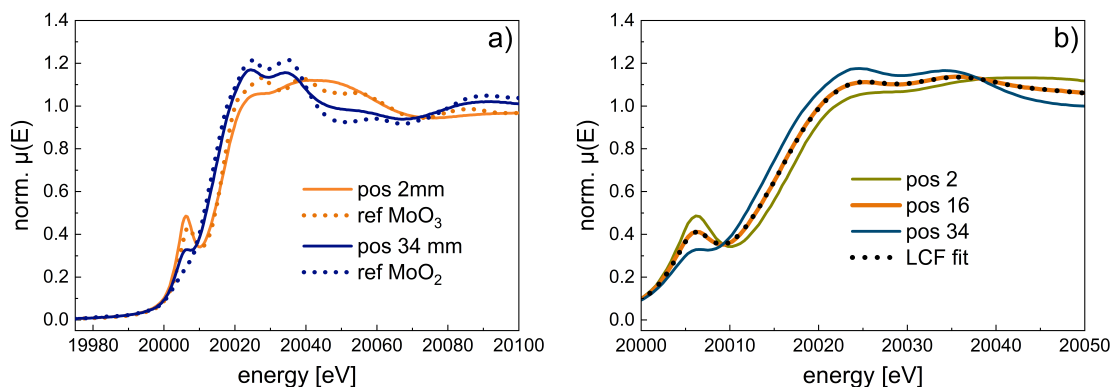 a)
norm. μ(E)
1.4
1.2
1.0
0.8
0.6
0.4
0.2
0.0
pos 2mm
ref MoO₃
pos 34 mm
ref MoO₂
19980 20000 20020 20040 20060 20080 20100
energy [eV]
b)
norm. μ(E)
1.4
1.2
1.0
0.8
0.6
0.4
0.2
0.0
pos 2
pos 16
pos 34
LCF fit
20000 20010 20020 20030 20040 20050
energy [eV]